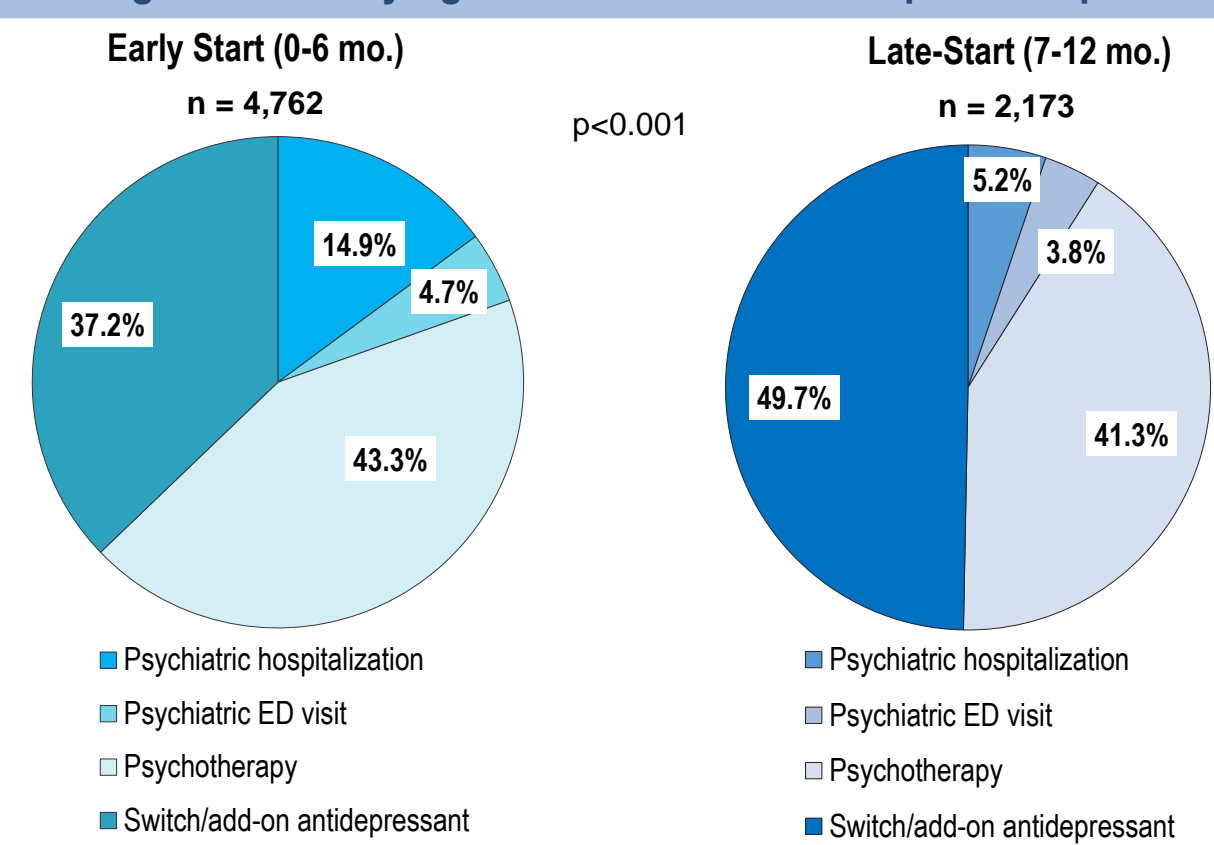 Early Start (0-6 mo.)
n = 4,762
14.9%
4.7%
37.2%
43.3%
Psychiatric hospitalization
Psychiatric ED visit
Psychotherapy
Switch/add-on antidepressant
p<0.001
Late-Start (7-12 mo.)
n = 2,173
5.2%
3.8%
49.7%
41.3%
Psychiatric hospitalization
Psychiatric ED visit
Psychotherapy
Switch/add-on antidepressant